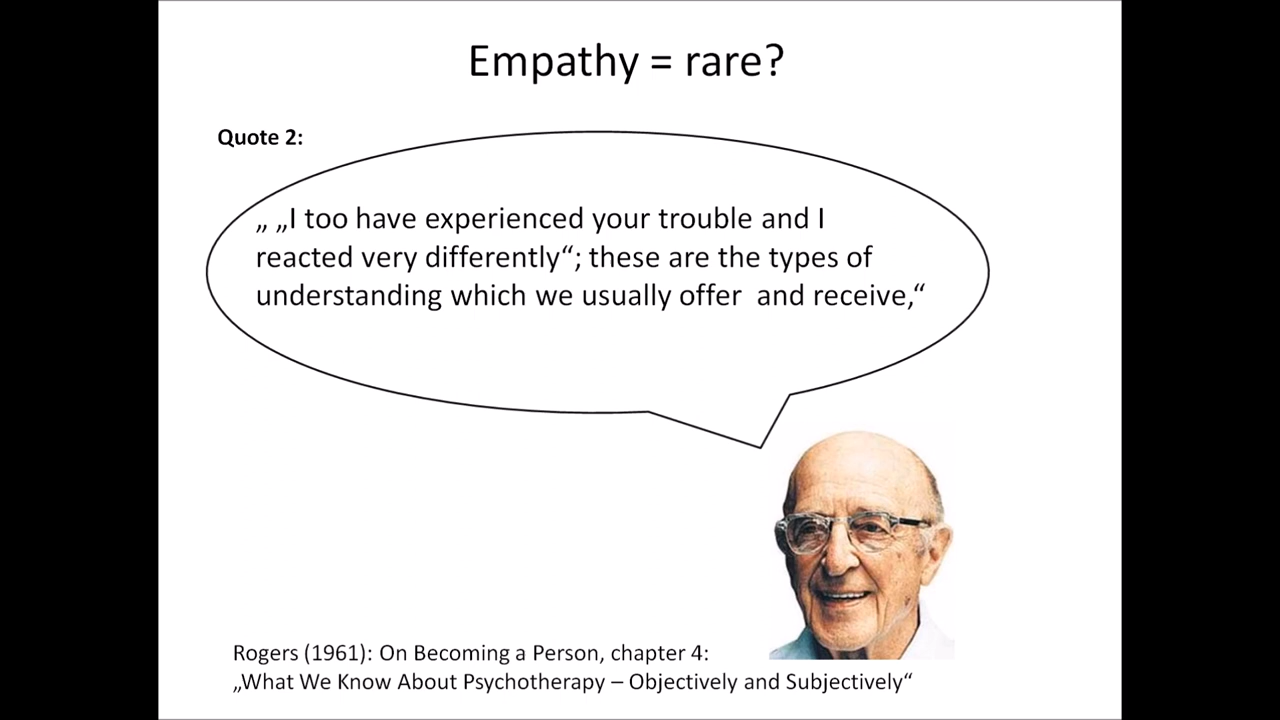 Empathy = rare?
Quote 2:
„ „I too have experienced your trouble and I
reacted very differently“; these are the types of
understanding which we usually offer  and receive,“
Rogers (1961): On Becoming a Person, chapter 4:
„What We Know About Psychotherapy – Objectively and Subjectively“